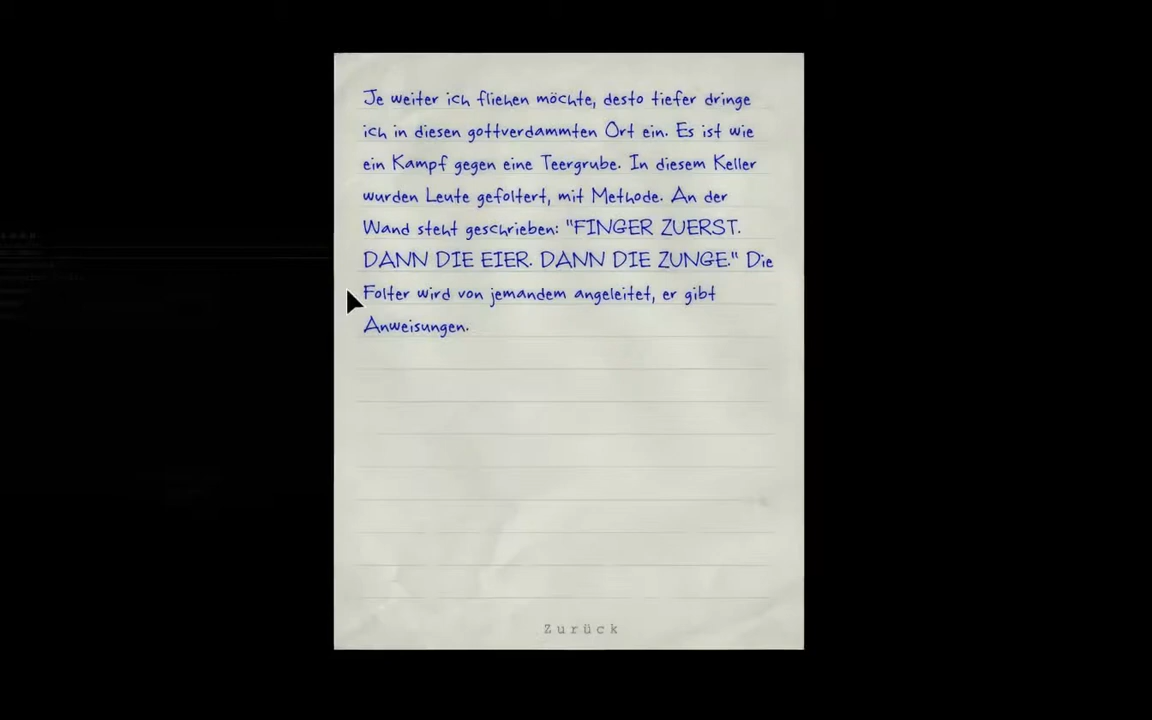 Je weiter ich fliehen möchte, desto tiefer dringe
ich in diesen gottverdammten Ort ein. Es ist wie
ein Kampf gegen eine Teergrube. In diesem Keller
wurden Leute gefoltert, mit Methode. An der
Wand steht geschrieben: "FINGER ZUERST.
DANN DIE EIER. DANN DIE ZUNGE." Die
Folter wird von jemandem angeleitet, er gibt
Anweisungen.
Zurück